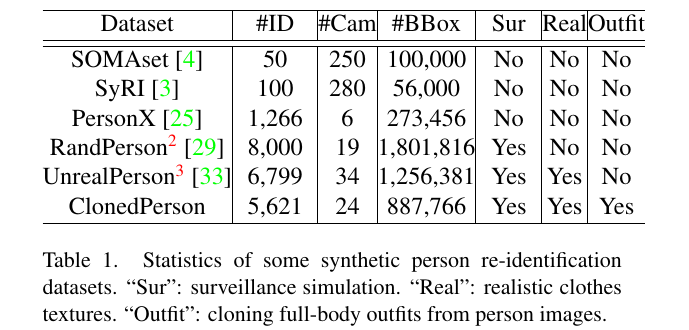 Dataset #ID #Cam #BBox Sur Real Outfit
SOMAset [4] 50 250 100,000 No No No
SyRI [3] 100 280 56,000 No No No
PersonX [25] 1,266 6 273,456 No No No
RandPerson2 [29] 8,000 19 1,801,816 Yes No No
UnrealPerson3 [33] 6,799 34 1,256,381 Yes Yes No
ClonedPerson 5,621 24 887,766 Yes Yes Yes
Table 1. Statistics of some synthetic person re-identification
datasets. “Sur”: surveillance simulation. “Real”: realistic clothes
textures. “Outfit”: cloning full-body outfits from person images.